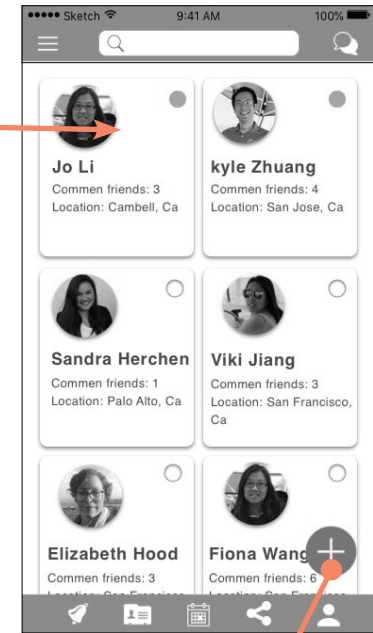 Sketch 9:41 AM 100%
Jo Li
Commen friends: 3
Location: Cambell, Ca
kyle Zhuang
Commen friends: 4
Location: San Jose, Ca
Sandra Herchen
Commen friends: 1
Location: Palo Alto, Ca
Viki Jiang
Commen friends: 3
Location: San Francisco,
Ca
Elizabeth Hood
Commen friends: 3
Fiona Wang
Commen friends: 6